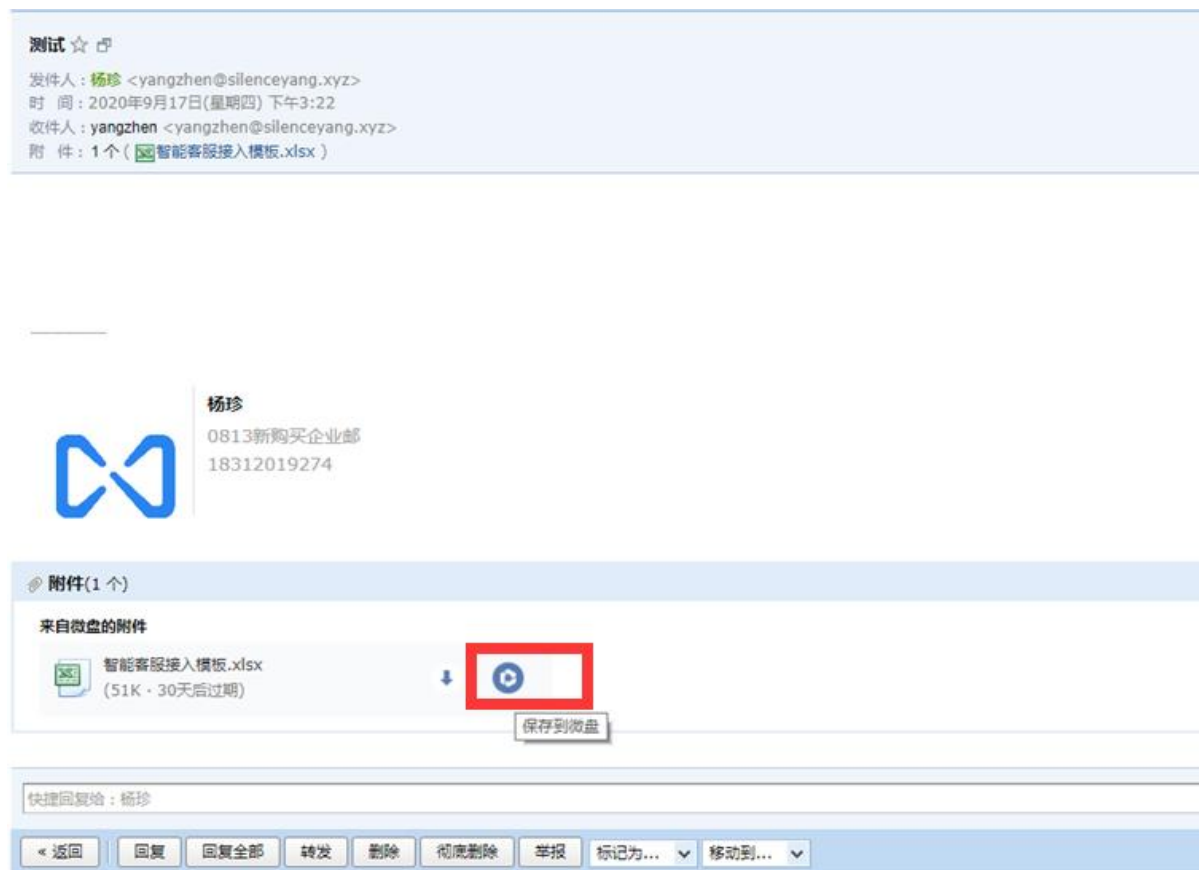 测试
发件人：杨珍 <yangzhen@silenceyang.xyz>
时 间：2020年9月17日(星期四) 下午3:22
收件人：yangzhen <yangzhen@silenceyang.xyz>
附 件：1个 ( 智能客服接入模板.xlsx )
杨珍
0813新购买企业邮
18312019274
附件(1 个)
来自微盘的附件
智能客服接入模板.xlsx
(51K · 30天后过期)
保存到微盘
快捷回复给：杨珍
« 返回 回复 回复全部 转发 删除 彻底删除 举报 标记为... 移动到...